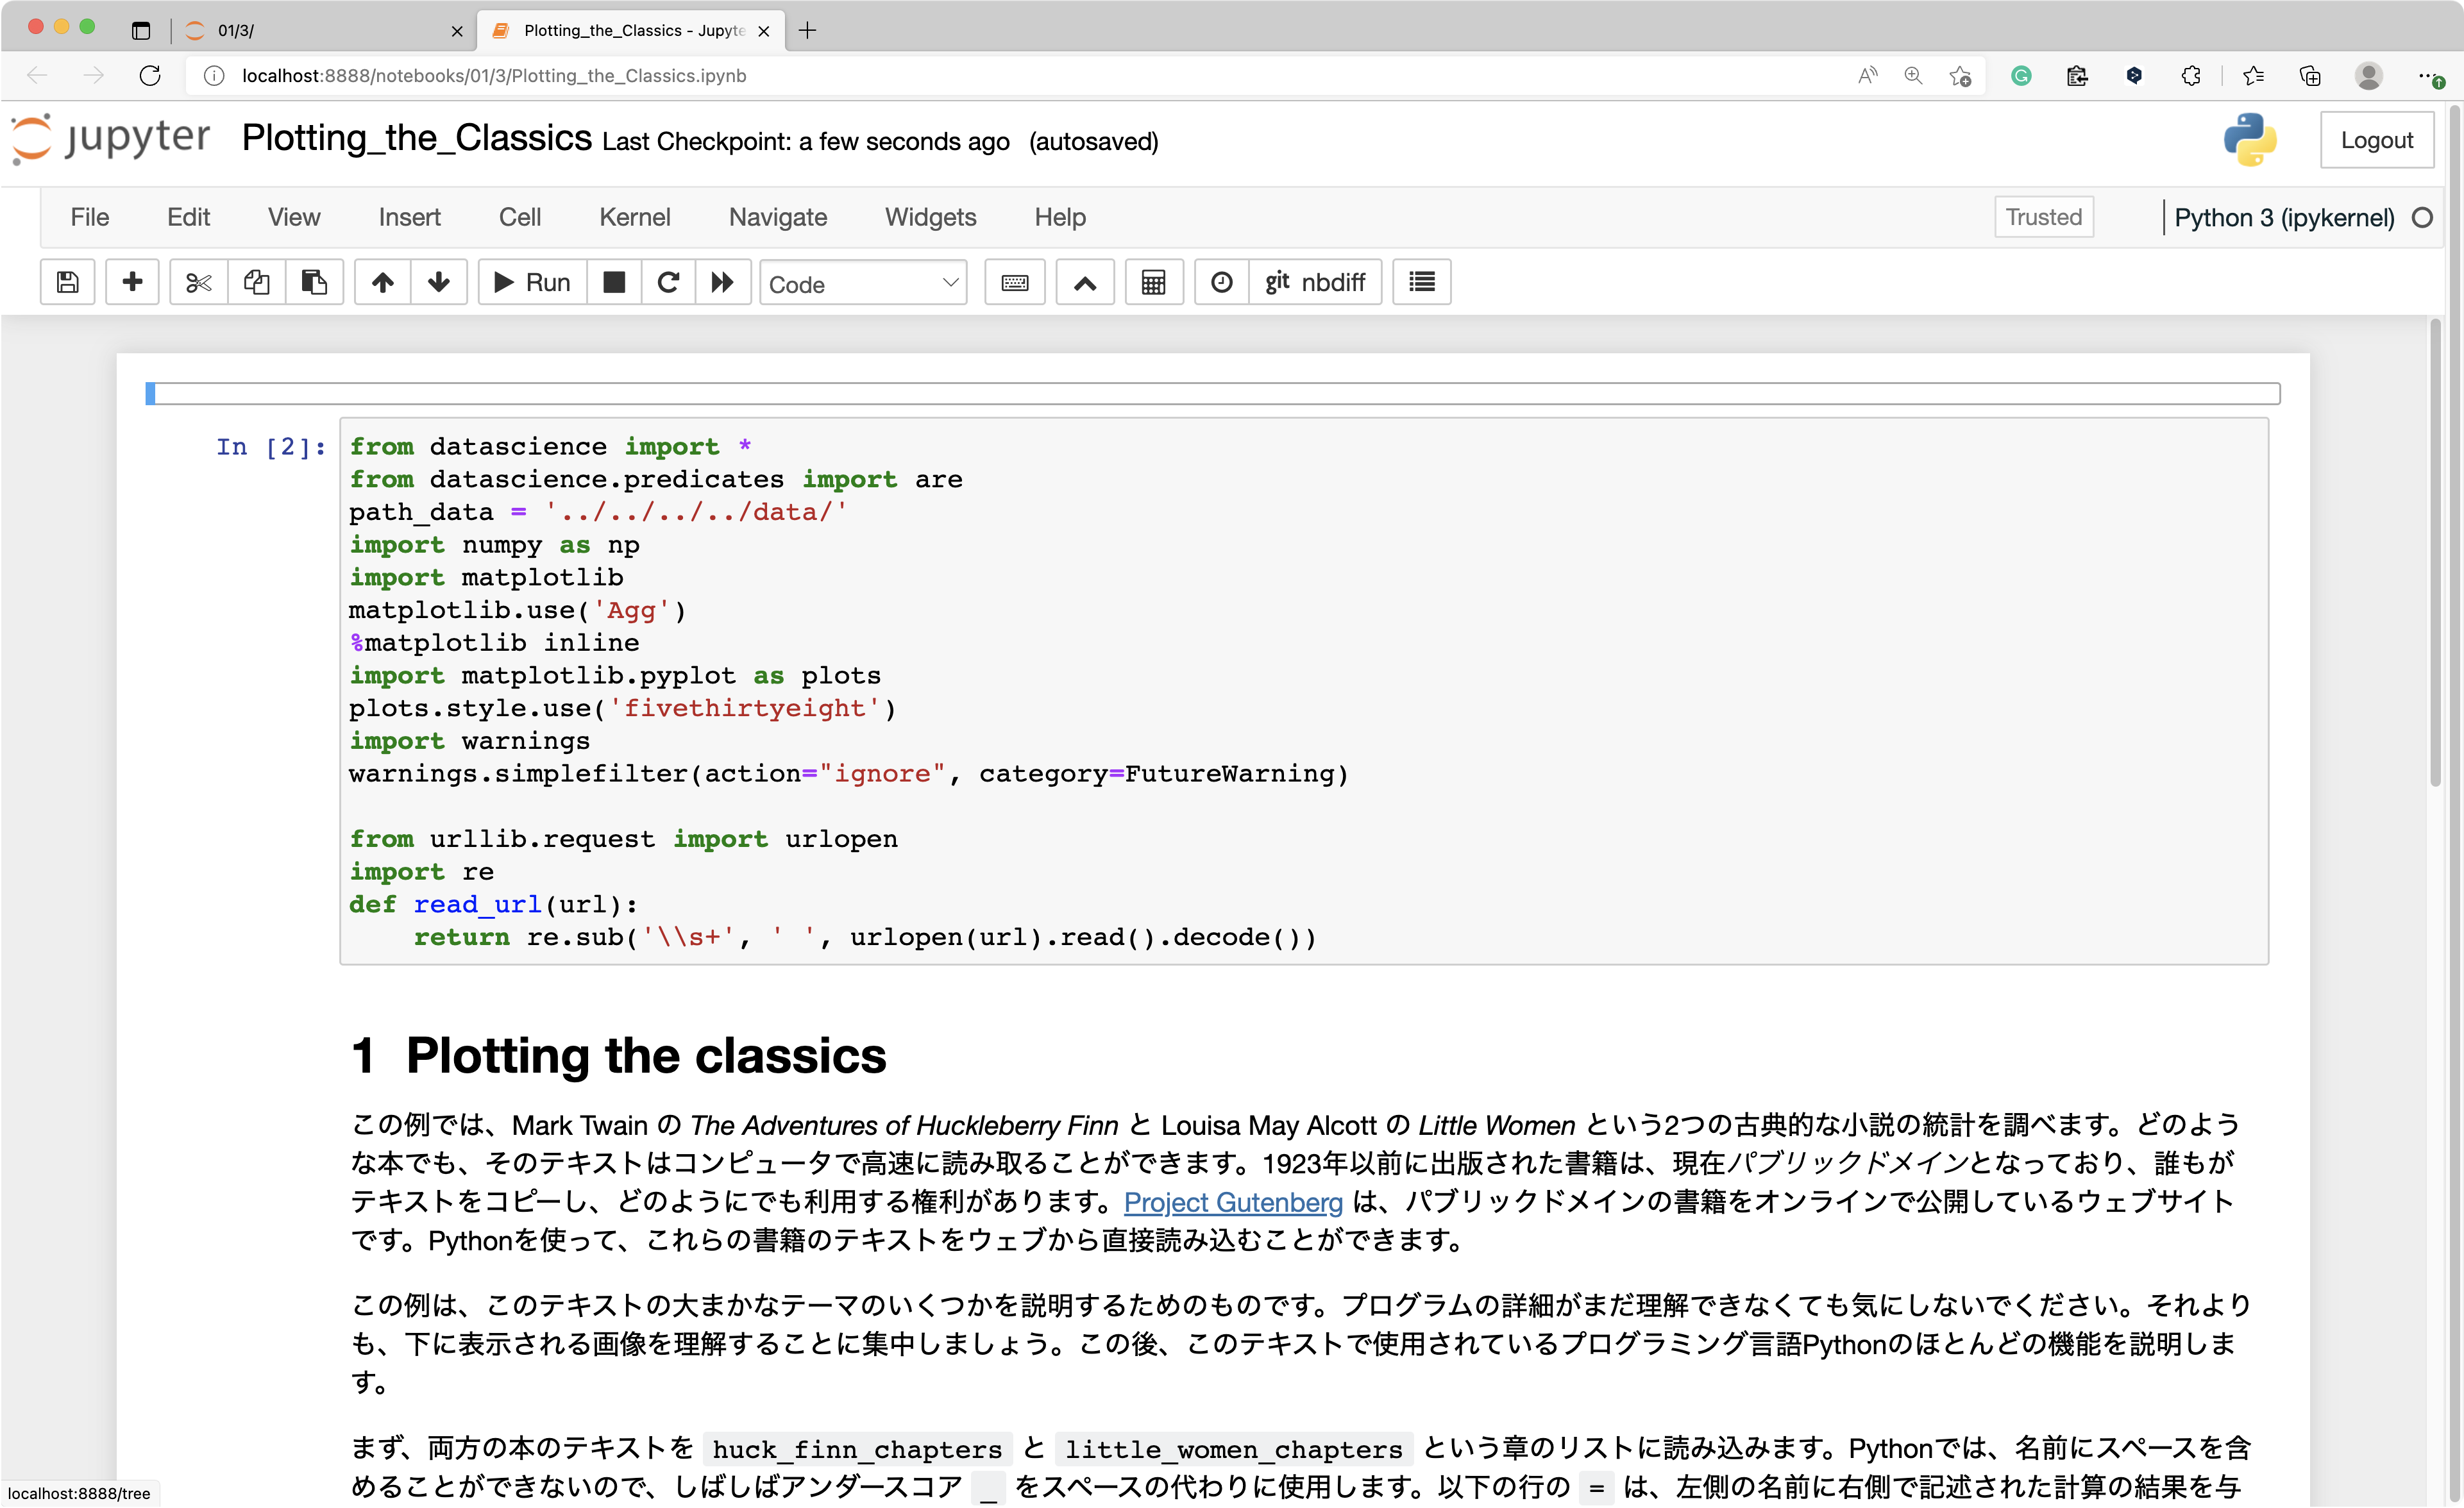 01/3/
Plotting_the_Classics - Jupyte
localhost:8888/notebooks/01/3/Plotting_the_Classics.ipynb
jupyter Plotting_the_Classics Last Checkpoint: a few seconds ago (autosaved)
Logout
File Edit View Insert Cell Kernel Navigate Widgets Help
Trusted
Python 3 (ipykernel)
Run
Code
git nbdiff
In [2]:
from datascience import *
from datascience.predicates import are
path_data = '../../../../data/'
import numpy as np
import matplotlib
matplotlib.use('Agg')
%matplotlib inline
import matplotlib.pyplot as plots
plots.style.use('fivethirtyeight')
import warnings
warnings.simplefilter(action="ignore", category=FutureWarning)
from urllib.request import urlopen
import re
def read_url(url):
    return re.sub('\\s+', ' ', urlopen(url).read().decode())
1 Plotting the classics
この例では、Mark Twain の The Adventures of Huckleberry Finn と Louisa May Alcott の Little Women という2つの古典的な小説の統計を調べます。どのよう
な本でも、そのテキストはコンピュータで高速に読み取ることができます。1923年以前に出版された書籍は、現在パブリックドメインとなっており、誰もが
テキストをコピーし、どのようにでも利用する権利があります。Project Gutenberg は、パブリックドメインの書籍をオンラインで公開しているウェブサイト
です。Pythonを使って、これらの書籍のテキストをウェブから直接読み込むことができます。
この例は、このテキストの大まかなテーマのいくつかを説明するためのものです。プログラムの詳細がまだ理解できなくても気にしないでください。それより
も、下に表示される画像を理解することに集中しましょう。この後、このテキストで使用されているプログラミング言語Pythonのほとんどの機能を説明しま
す。
まず、両方の本のテキストを huck_finn_chapters と little_women_chapters という章のリストに読み込みます。Pythonでは、名前にスペースを含
めることができないので、しばしばアンダースコア _ をスペースの代わりに使用します。以下の行の = は、左側の名前に右側で記述された計算の結果を与
localhost:8888/tree